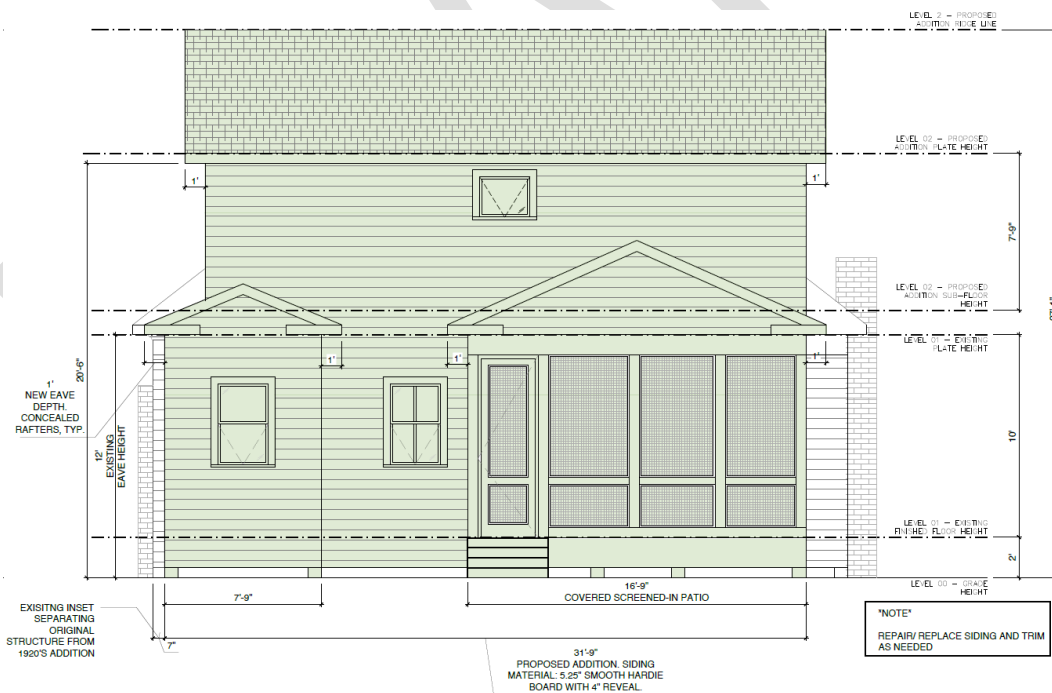 LEVEL 2 – PROPOSED
ADDITION RIDGE LINE
LEVEL 02 – PROPOSED
ADDITION PLATE HEIGHT
1'
1'
7'-9"
LEVEL 02 – PROPOSED
ADDITION SUB-FLOOR
HEIGHT
LEVEL 01 – EXISTING
PLATE HEIGHT
1'
1'
1'
20'-6"
1'
NEW EAVE
DEPTH.
CONCEALED
RAFTERS, TYP.
12'
EXISTING
EAVE HEIGHT
10'
LEVEL 01 – EXISTING
FINISHED FLOOR HEIGHT
2'
LEVEL 00 – GRADE
HEIGHT
7'-9"
16'-9"
COVERED SCREENED-IN PATIO
EXISITNG INSET
SEPARATING
ORIGINAL
STRUCTURE FROM
1920'S ADDITION
7"
31'-9"
PROPOSED ADDITION. SIDING
MATERIAL: 5.25" SMOOTH HARDIE
BOARD WITH 4" REVEAL.
"NOTE"
REPAIR/ REPLACE SIDING AND TRIM
AS NEEDED